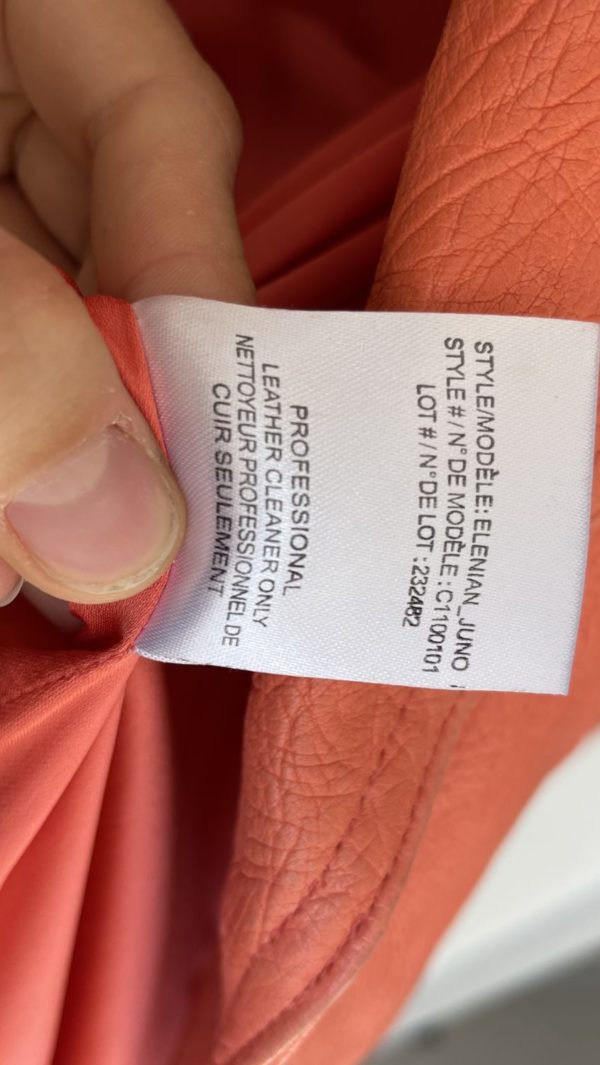 STYLE/MODÈLE: ELENIAN_JUNO
STYLE # / N° DE MODÈLE : C1100101
LOT # / N° DE LOT : 232482
PROFESSIONAL
LEATHER CLEANER ONLY
NETTOYEUR PROFESSIONNEL DE
CUIR SEULEMENT